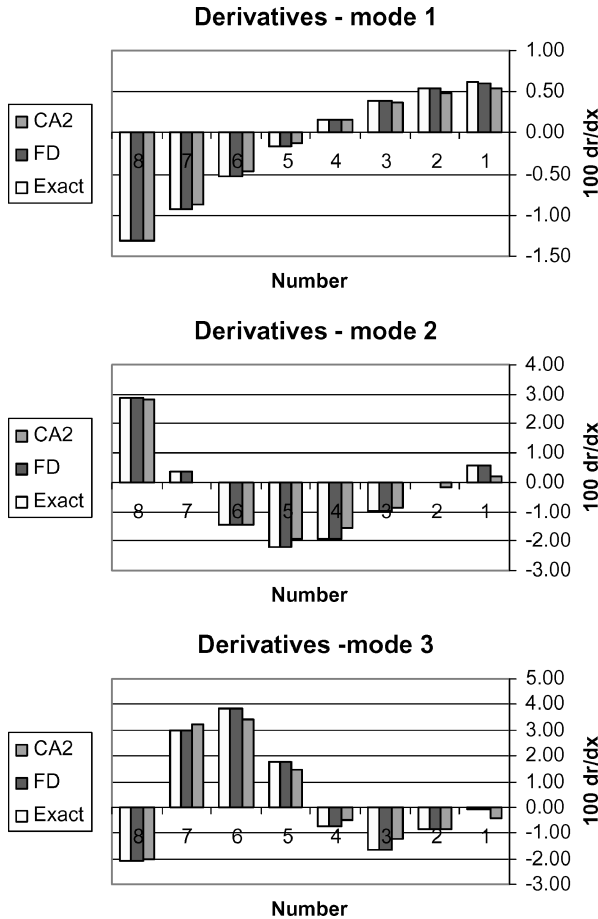 Derivatives - mode 1
CA2
FD
Exact
8 7 6 5 4 3 2 1
1.00
0.50
0.00
-0.50
-1.00
-1.50
100 dr/dx
Number
Derivatives - mode 2
CA2
FD
Exact
8 7 6 5 4 3 2 1
4.00
3.00
2.00
1.00
0.00
-1.00
-2.00
-3.00
100 dr/dx
Number
Derivatives -mode 3
CA2
FD
Exact
8 7 6 5 4 3 2 1
5.00
4.00
3.00
2.00
1.00
0.00
-1.00
-2.00
-3.00
100 dr/dx
Number